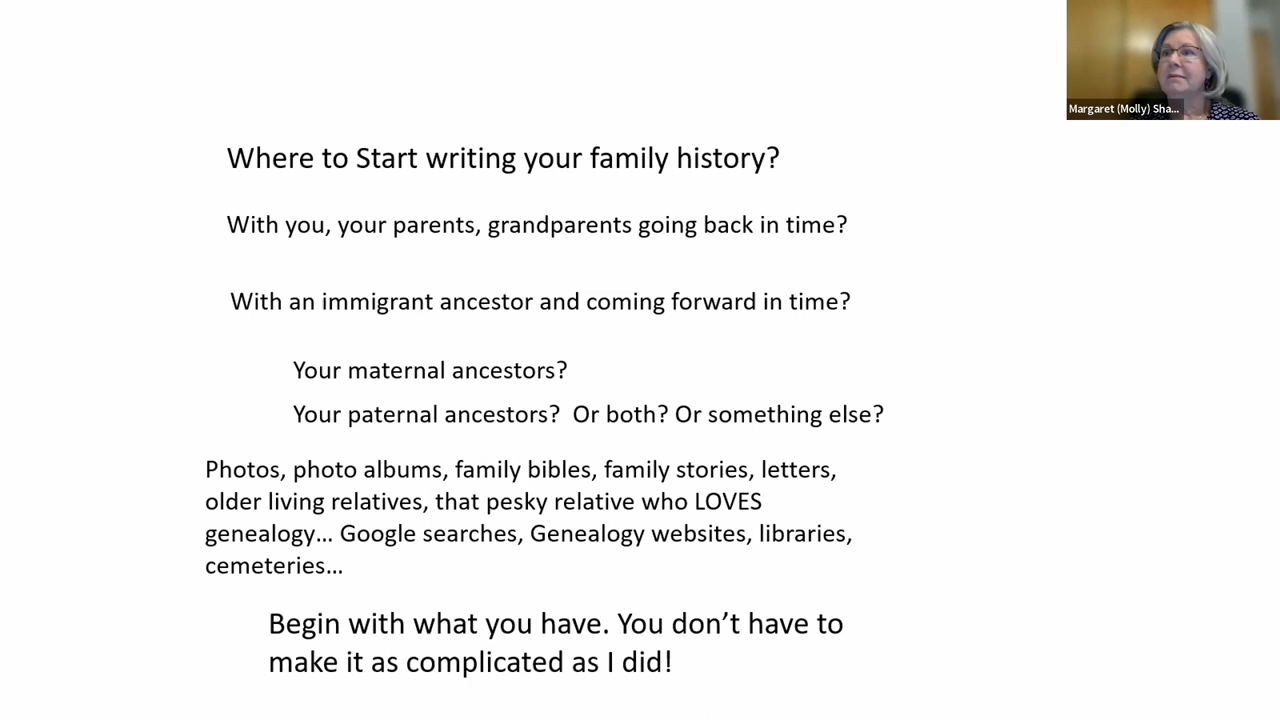 Margaret (Molly) Sha...
Where to Start writing your family history?
With you, your parents, grandparents going back in time?
With an immigrant ancestor and coming forward in time?
Your maternal ancestors?
Your paternal ancestors?  Or both? Or something else?
Photos, photo albums, family bibles, family stories, letters,
older living relatives, that pesky relative who LOVES
genealogy… Google searches, Genealogy websites, libraries,
cemeteries…
Begin with what you have. You don’t have to
make it as complicated as I did!